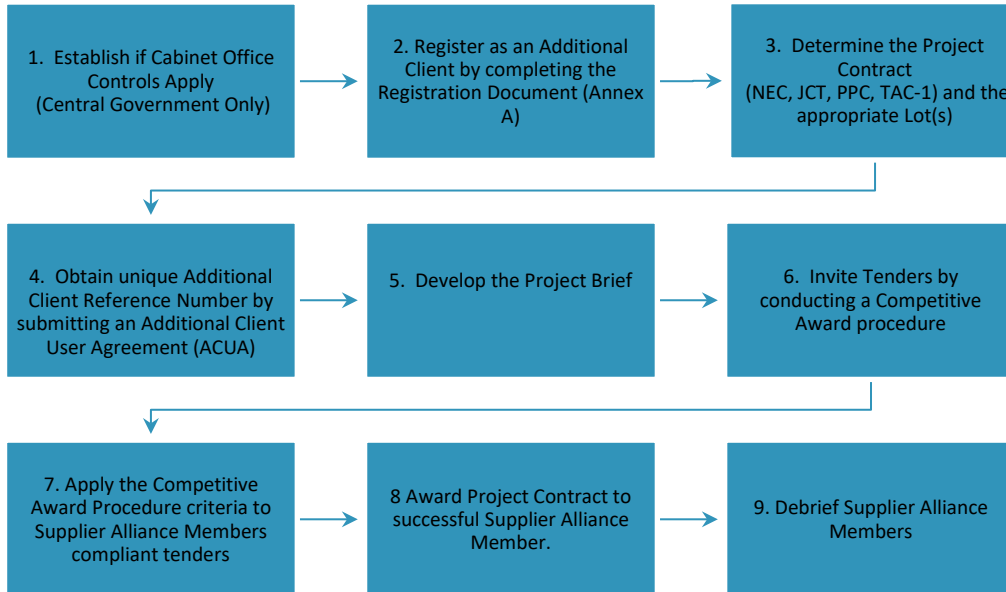 1.  Establish if Cabinet Office
Controls Apply
(Central Government Only)
2. Register as an Additional
Client by completing the
Registration Document (Annex
A)
3.  Determine the Project
Contract
(NEC, JCT, PPC, TAC-1) and the
appropriate Lot(s)
4.  Obtain unique Additional
Client Reference Number by
submitting an Additional Client
User Agreement (ACUA)
5.  Develop the Project Brief
6.  Invite Tenders by
conducting a Competitive
Award procedure
7. Apply the Competitive
Award Procedure criteria to
Supplier Alliance Members
compliant tenders
8 Award Project Contract to
successful Supplier Alliance
Member.
9. Debrief Supplier Alliance
Members